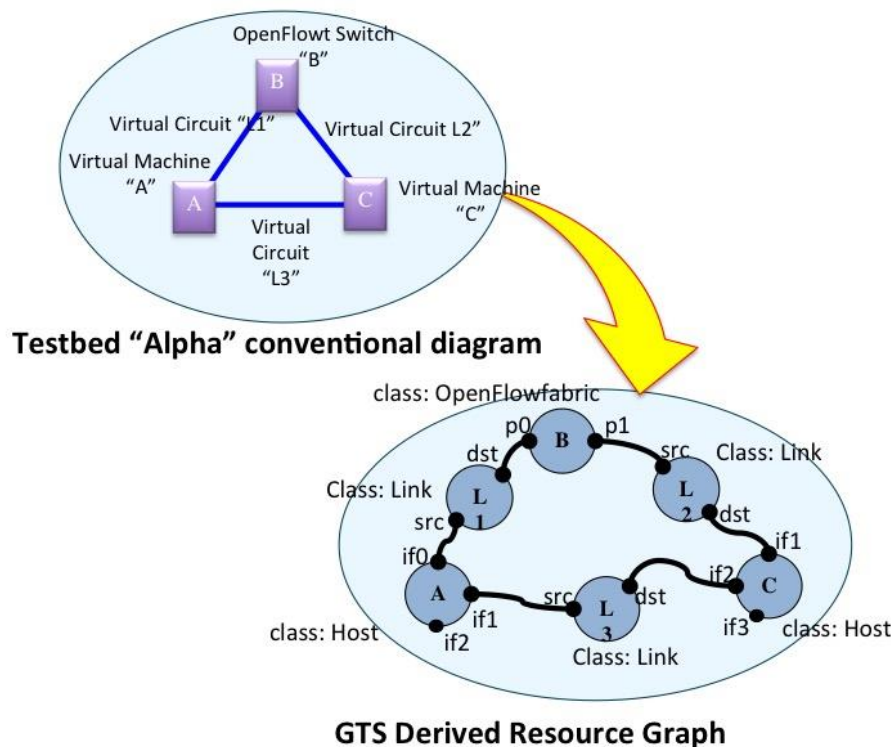 OpenFlowt Switch
“B”
B
Virtual Circuit “L1”
Virtual Circuit L2”
Virtual Machine
“A”
A
C
Virtual Machine
“C”
Virtual
Circuit
“L3”
Testbed “Alpha” conventional diagram
class: OpenFlowfabric
p0
B
p1
dst
src
Class: Link
Class: Link
L
1
L
2
src
dst
if0
if1
A
if1
src
L
3
dst
if2
C
class: Host
if2
if3
class: Host
Class: Link
GTS Derived Resource Graph